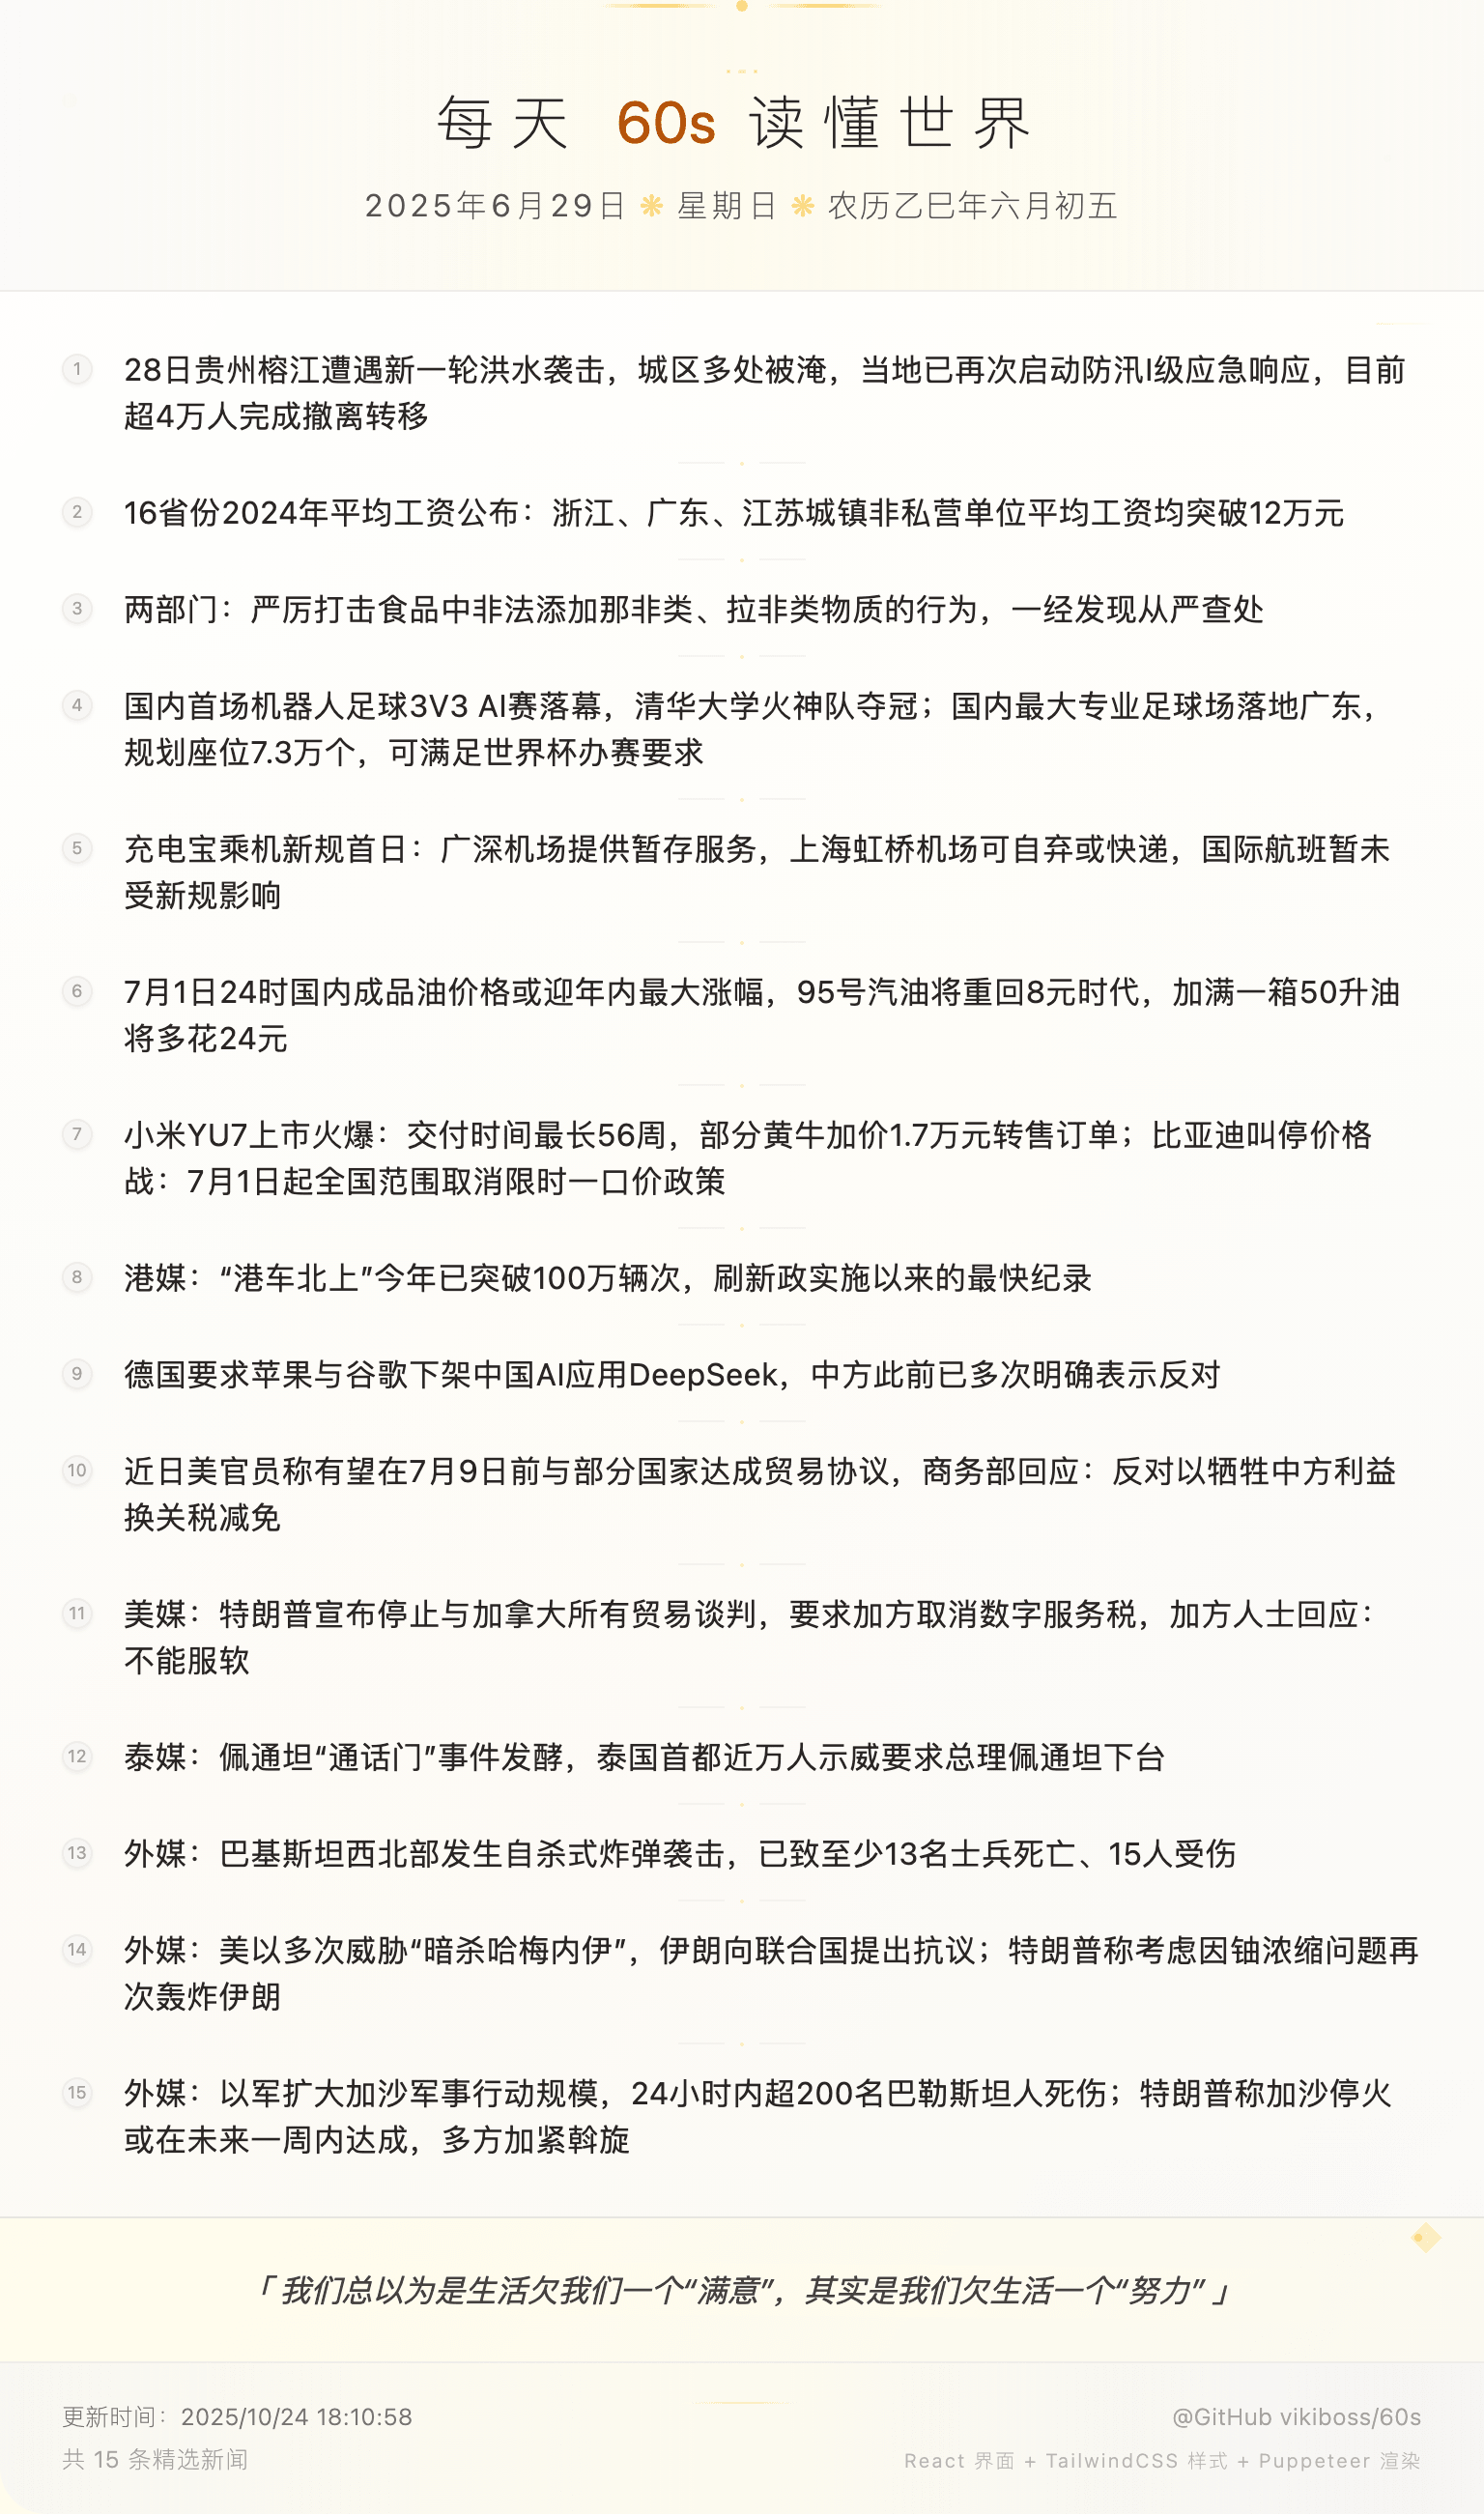 每天 60s 读懂世界
2025年6月29日 ❋ 星期日 ❋ 农历乙巳年六月初五
1 28日贵州榕江遭遇新一轮洪水袭击，城区多处被淹，当地已再次启动防汛I级应急响应，目前
超4万人完成撤离转移
2 16省份2024年平均工资公布：浙江、广东、江苏城镇非私营单位平均工资均突破12万元
3 两部门：严厉打击食品中非法添加那非类、拉非类物质的行为，一经发现从严查处
4 国内首场机器人足球3V3 AI赛落幕，清华大学火神队夺冠；国内最大专业足球场落地广东，
规划座位7.3万个，可满足世界杯办赛要求
5 充电宝乘机新规首日：广深机场提供暂存服务，上海虹桥机场可自弃或快递，国际航班暂未
受新规影响
6 7月1日24时国内成品油价格或迎年内最大涨幅，95号汽油将重回8元时代，加满一箱50升油
将多花24元
7 小米YU7上市火爆：交付时间最长56周，部分黄牛加价1.7万元转售订单；比亚迪叫停价格
战：7月1日起全国范围取消限时一口价政策
8 港媒：“港车北上”今年已突破100万辆次，刷新政实施以来的最快纪录
9 德国要求苹果与谷歌下架中国AI应用DeepSeek，中方此前已多次明确表示反对
10 近日美官员称有望在7月9日前与部分国家达成贸易协议，商务部回应：反对以牺牲中方利益
换关税减免
11 美媒：特朗普宣布停止与加拿大所有贸易谈判，要求加方取消数字服务税，加方人士回应：
不能服软
12 泰媒：佩通坦“通话门”事件发酵，泰国首都近万人示威要求总理佩通坦下台
13 外媒：巴基斯坦西北部发生自杀式炸弹袭击，已致至少13名士兵死亡、15人受伤
14 外媒：美以多次威胁“暗杀哈梅内伊”，伊朗向联合国提出抗议；特朗普称考虑因铀浓缩问题再
次轰炸伊朗
15 外媒：以军扩大加沙军事行动规模，24小时内超200名巴勒斯坦人死伤；特朗普称加沙停火
或在未来一周内达成，多方加紧斡旋
「 我们总以为是生活欠我们一个“满意”，其实是我们欠生活一个“努力” 」
更新时间：2025/10/24 18:10:58
@GitHub vikiboss/60s
共 15 条精选新闻
React 界面 + TailwindCSS 样式 + Puppeteer 渲染